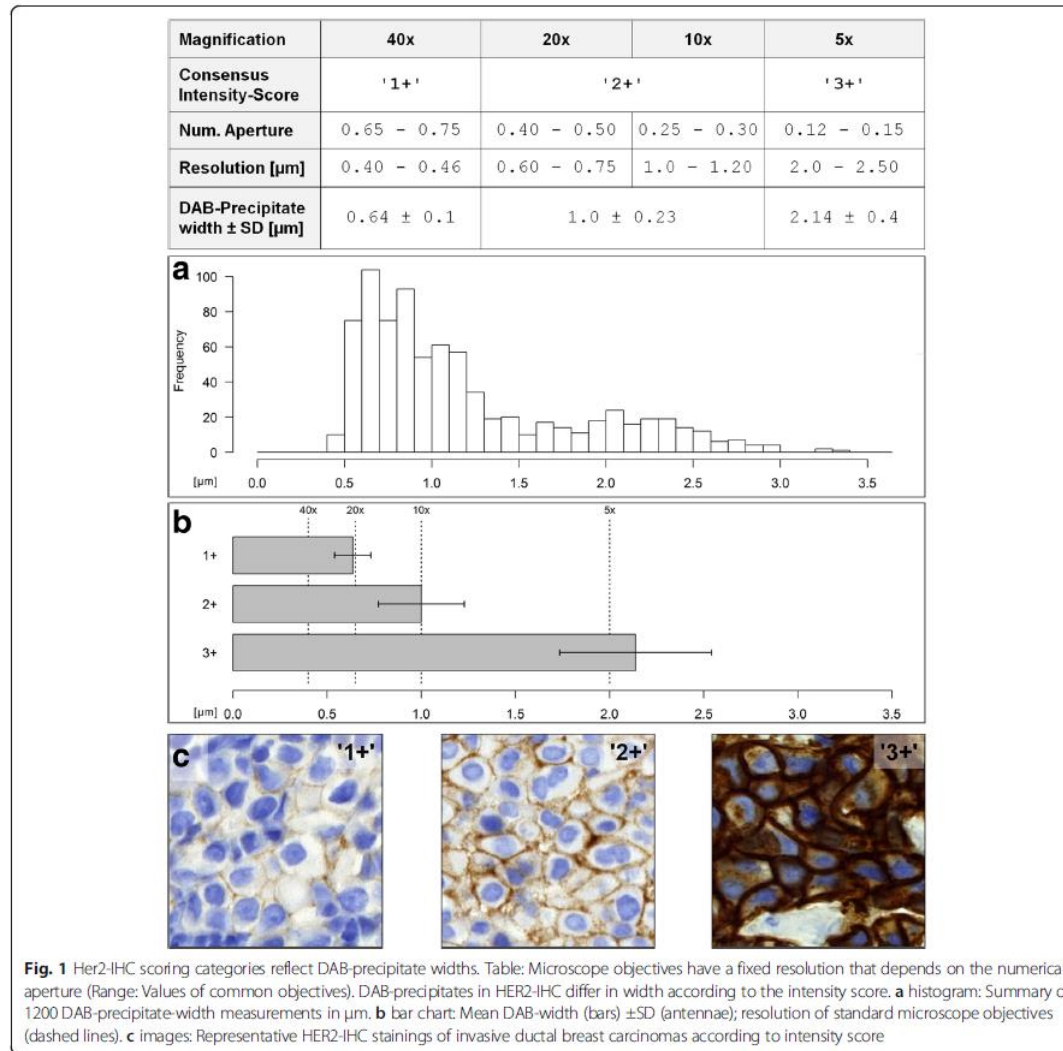 Magnification 40x 20x 10x 5x
Consensus
Intensity-Score '1+' '2+' '3+'
Num. Aperture 0.65 - 0.75 0.40 - 0.50 0.25 - 0.30 0.12 - 0.15
Resolution [µm] 0.40 - 0.46 0.60 - 0.75 1.0 - 1.20 2.0 - 2.50
DAB-Precipitate
width ± SD [µm] 0.64 ± 0.1 1.0 ± 0.23 2.14 ± 0.4
a
Frequency
100
80
60
40
20
0
[µm] 0.0 0.5 1.0 1.5 2.0 2.5 3.0 3.5
b
40x 20x 10x 5x
1+
2+
3+
[µm] 0.0 0.5 1.0 1.5 2.0 2.5 3.0 3.5
c '1+' '2+' '3+'
Fig. 1 Her2-IHC scoring categories reflect DAB-precipitate widths. Table: Microscope objectives have a fixed resolution that depends on the numerical
aperture (Range: Values of common objectives). DAB-precipitates in HER2-IHC differ in width according to the intensity score. a histogram: Summary o
1200 DAB-precipitate-width measurements in µm. b bar chart: Mean DAB-width (bars) ±SD (antennae); resolution of standard microscope objectives
(dashed lines). c images: Representative HER2-IHC stainings of invasive ductal breast carcinomas according to intensity score